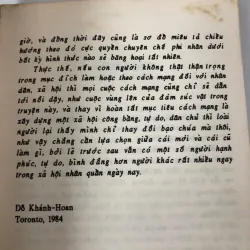 giờ, và đồng thời đây cũng là sơ đồ miêu tả chiều
hướng theo đó cực quyền chuyên chế phi nhân dưới
bất kỳ hình thức nào sẽ băng hoại tất nhiên.
Thực thế, nếu con người không thật thận trọng
trong mục đích làm hoặc theo cách mạng đối với nhân
dân, xã hội thì mọi cuộc cách mạng cũng chỉ sẽ dẫn
tới nổi dậy, như cuộc vùng lên của đám súc vật trong
truyện này, và thay vì hoàn tất mục tiêu cách mạng là
xây dựng một xã hội công bằng, tự do, dân chủ thì loài
người lại thấy mình chỉ thay đổi bạo chúa mà thôi,
như vậy chẳng cần lựa chọn giữa cái mới và cái cũ
làm gì, bởi lẽ trước sau vẫn có một số người hạnh
phúc, tự do, bình đẳng hơn người khác rất nhiều ngay
trong xã hội nhân quần ngày nay.
Đỗ Khánh-Hoan
Toronto, 1984